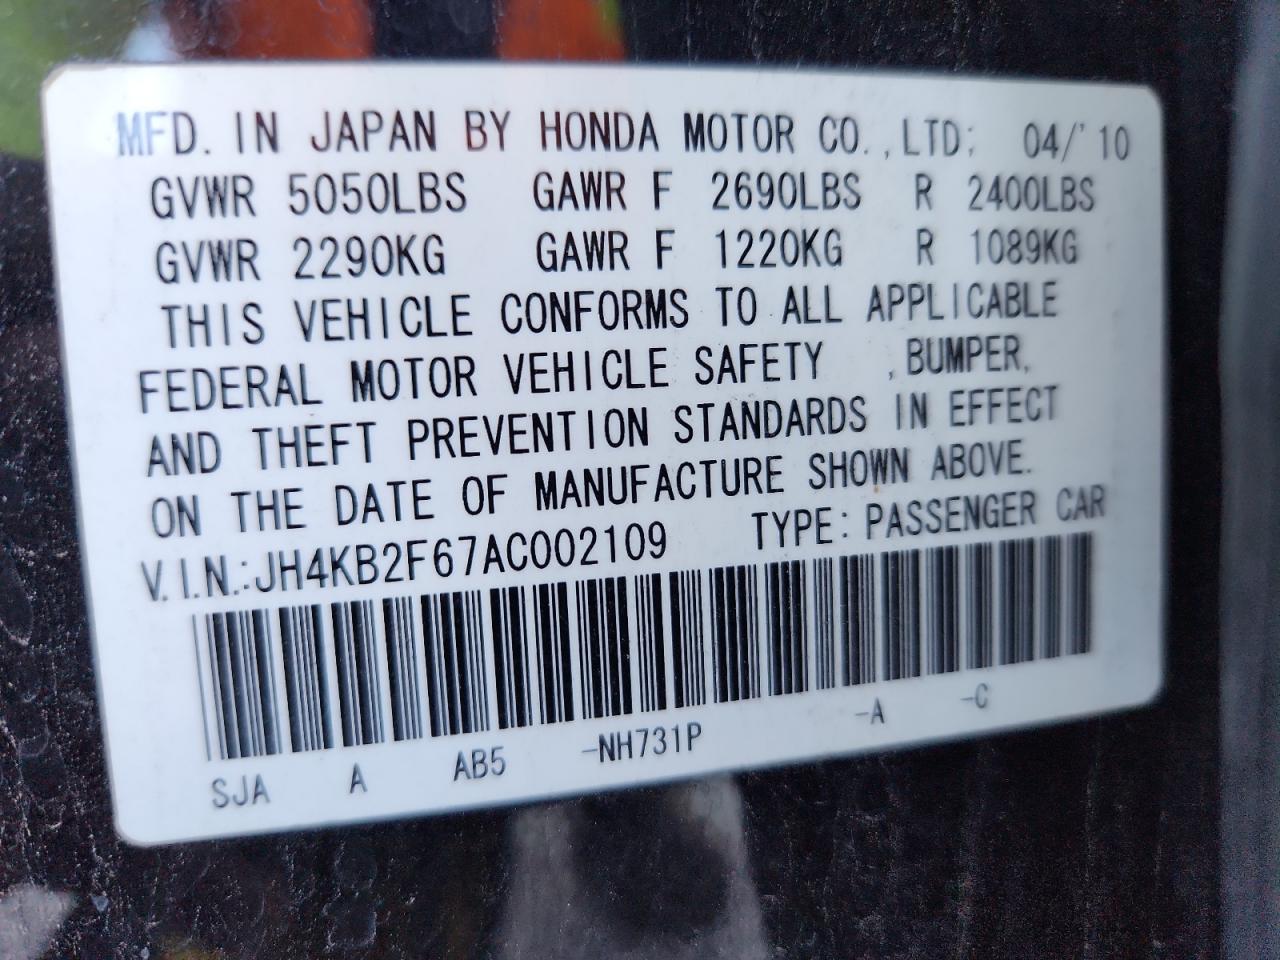 MFD. IN JAPAN BY HONDA MOTOR CO., LTD: 04/'10
GVWR 5050LBS GAWR F 2690LBS R 2400LBS
GVWR 2290KG GAWR F 1220KG R 1089KG
THIS VEHICLE CONFORMS TO ALL APPLICABLE
FEDERAL MOTOR VEHICLE SAFETY , BUMPER,
AND THEFT PREVENTION STANDARDS IN EFFECT
ON THE DATE OF MANUFACTURE SHOWN ABOVE.
V.I.N.:JH4KB2F67AC002109 TYPE: PASSENGER CAR
SJA A AB5 -NH731P -A -C